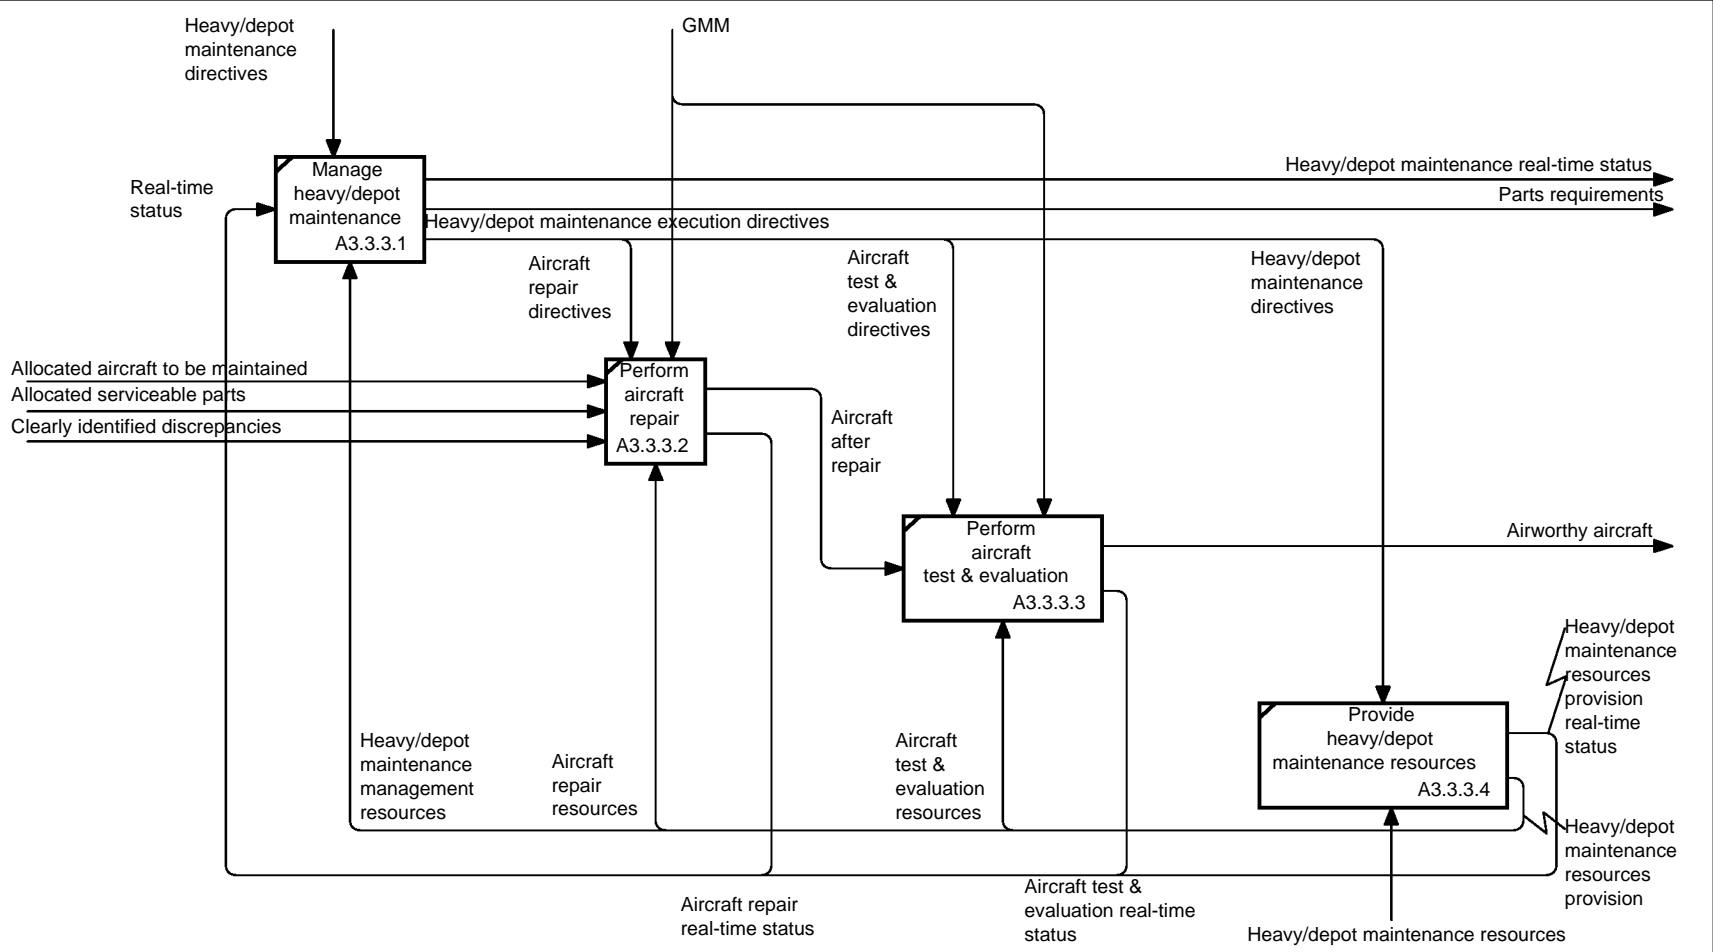 Heavy/depot
maintenance
directives
GMM
Manage
heavy/depot
maintenance
A3.3.3.1
Real-time
status
Heavy/depot maintenance real-time status
Parts requirements
Heavy/depot maintenance execution directives
Aircraft
repair
directives
Aircraft
test &
evaluation
directives
Heavy/depot
maintenance
directives
Allocated aircraft to be maintained
Allocated serviceable parts
Clearly identified discrepancies
Perform
aircraft
repair
A3.3.3.2
Aircraft
after
repair
Perform
aircraft
test & evaluation
A3.3.3.3
Airworthy aircraft
Heavy/depot
maintenance
resources
provision
real-time
status
Provide
heavy/depot
maintenance resources
A3.3.3.4
Heavy/depot
maintenance
management
resources
Aircraft
repair
resources
Aircraft
test &
evaluation
resources
Heavy/depot
maintenance
resources
provision
Aircraft repair
real-time status
Aircraft test &
evaluation real-time
status
Heavy/depot maintenance resources